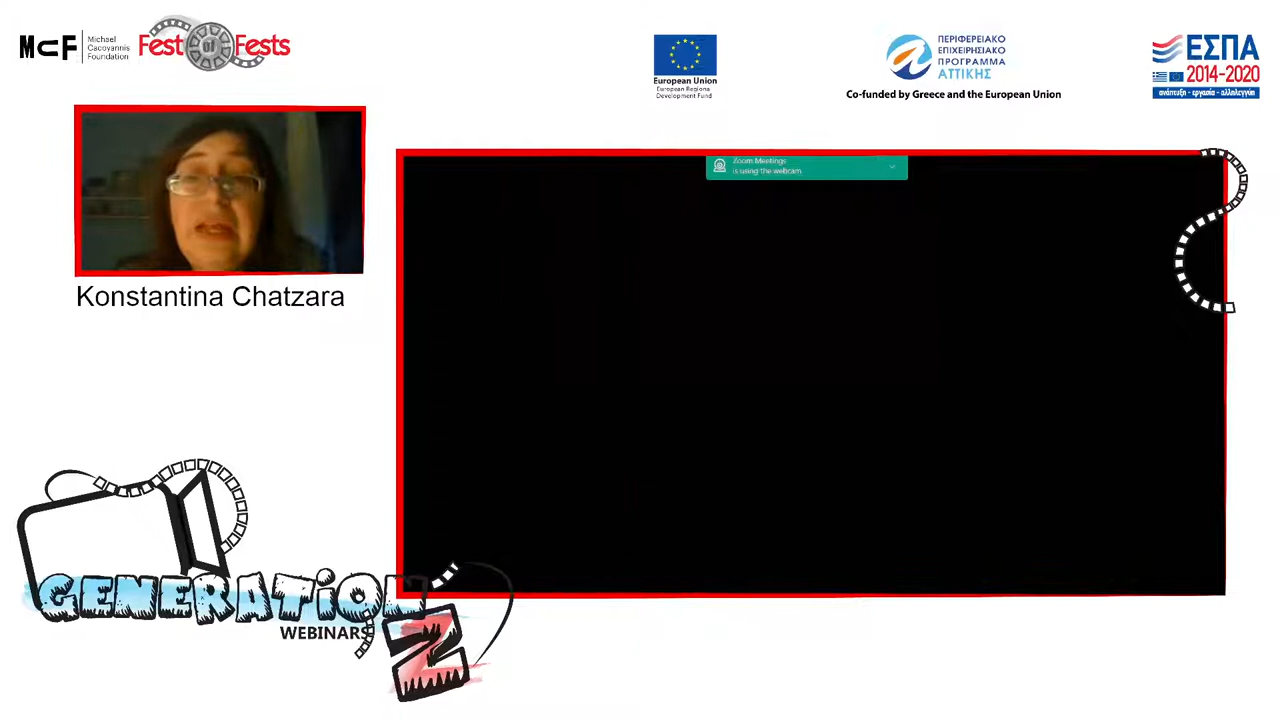 MCF
Michael
Cacoyannis
Foundation
Fest of Fests
European Union
European Regional
Development Fund
ΠΕΡΙΦΕΡΕΙΑΚΟ
ΕΠΙΧΕΙΡΗΣΙΑΚΟ
ΠΡΟΓΡΑΜΜΑ
ΑΤΤΙΚΗΣ
Co-funded by Greece and the European Union
ΕΣΠΑ
2014-2020
ανάπτυξη - εργασία - αλληλεγγύη
Zoom Meetings
is using the webcam
Konstantina Chatzara
GENERATiON
WEBINARS
Z